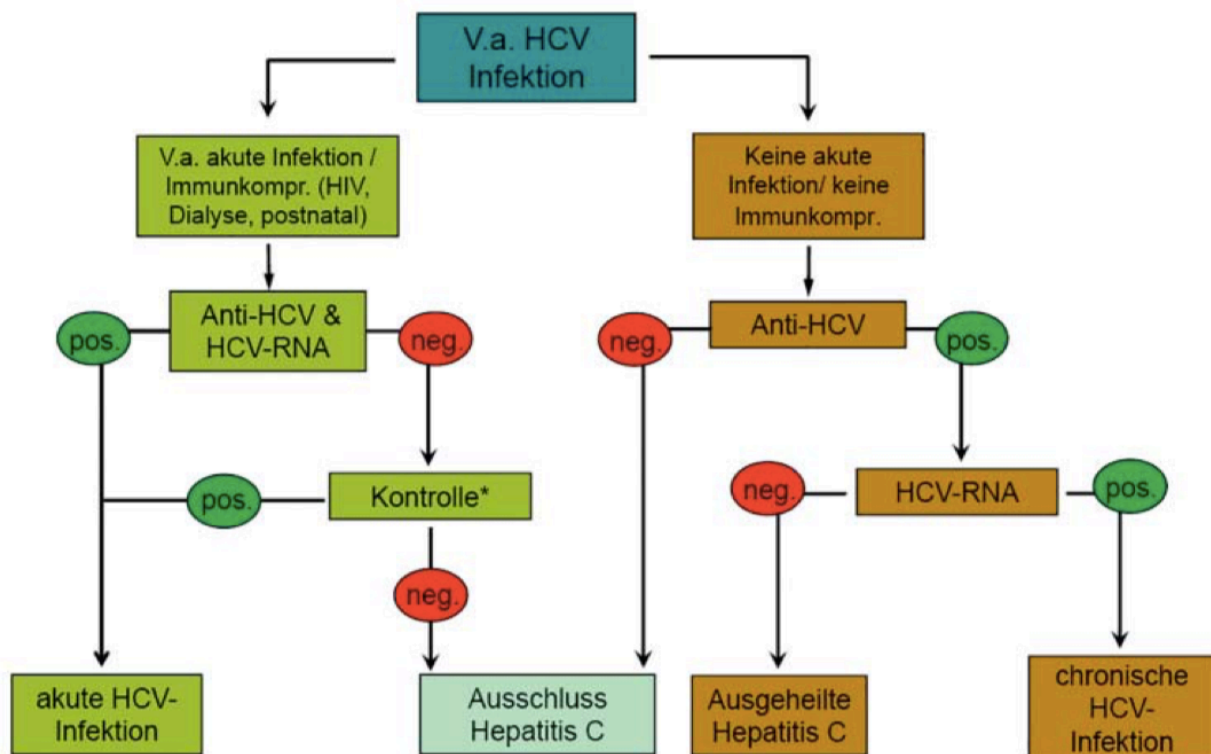 V.a. HCV
Infektion
V.a. akute Infektion /
Immunkompr. (HIV,
Dialyse, postnatal)
Keine akute
Infektion/ keine
Immunkompr.
pos.
Anti-HCV &
HCV-RNA
neg.
neg.
Anti-HCV
pos.
pos.
Kontrolle*
neg.
HCV-RNA
pos.
neg.
akute HCV-
Infektion
Ausschluss
Hepatitis C
Ausgeheilte
Hepatitis C
chronische
HCV-
Infektion